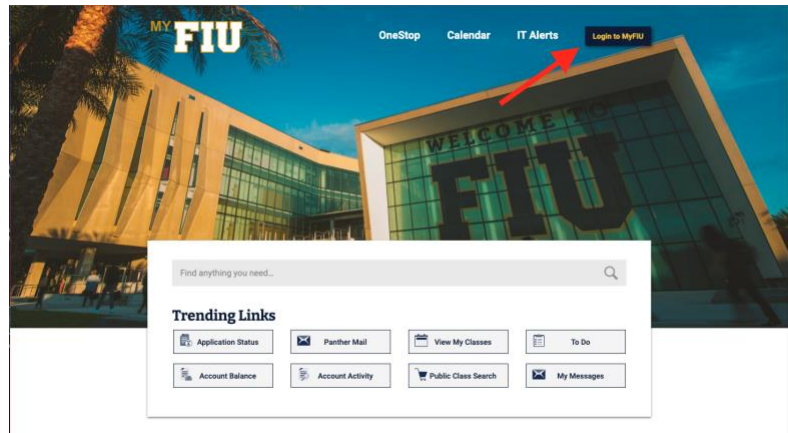 MY FIU
OneStop Calendar IT Alerts Login to MyFIU
WELCOME TO
FIU
Find anything you need...
Trending Links
Application Status Panther Mail View My Classes To Do
Account Balance Account Activity Public Class Search My Messages